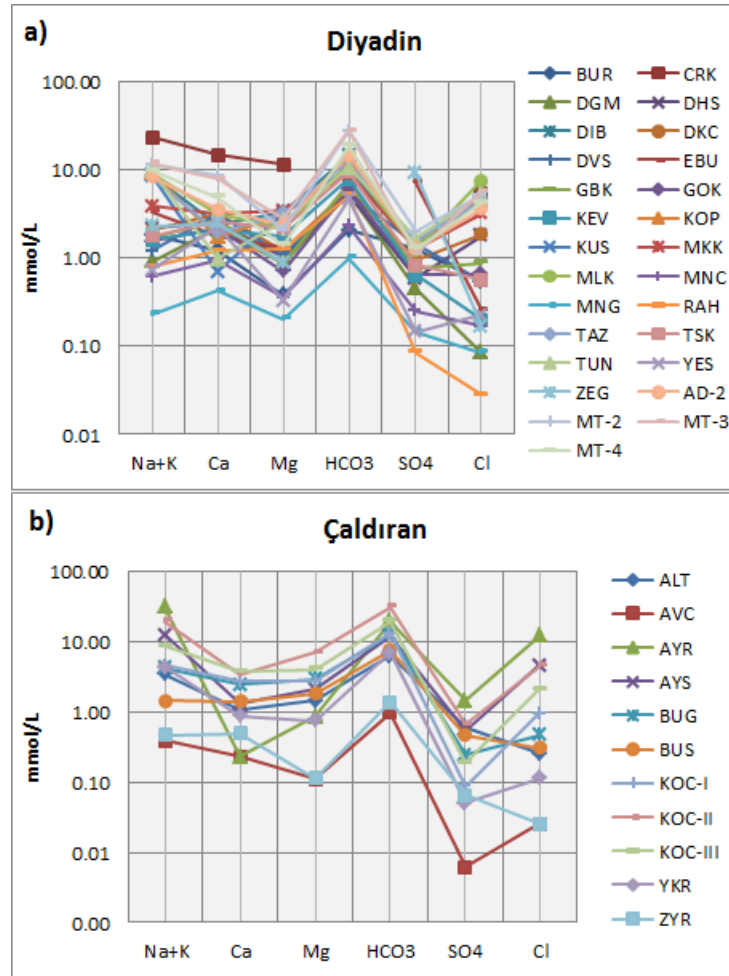 a)
Diyadin
mmol/L
100.00
10.00
1.00
0.10
0.01
Na+K Ca Mg HCO3 SO4 Cl
BUR CRK
DGM DHS
DIB DKC
DVS EBU
GBK GOK
KEV KOP
KUS MKK
MLK MNC
MNG RAH
TAZ TSK
TUN YES
ZEG AD-2
MT-2 MT-3
MT-4
b)
Çaldıran
mmol/L
100.00
10.00
1.00
0.10
0.01
0.00
Na+K Ca Mg HCO3 SO4 Cl
ALT
AVC
AYR
AYS
BUG
BUS
KOC-I
KOC-II
KOC-III
YKR
ZYR